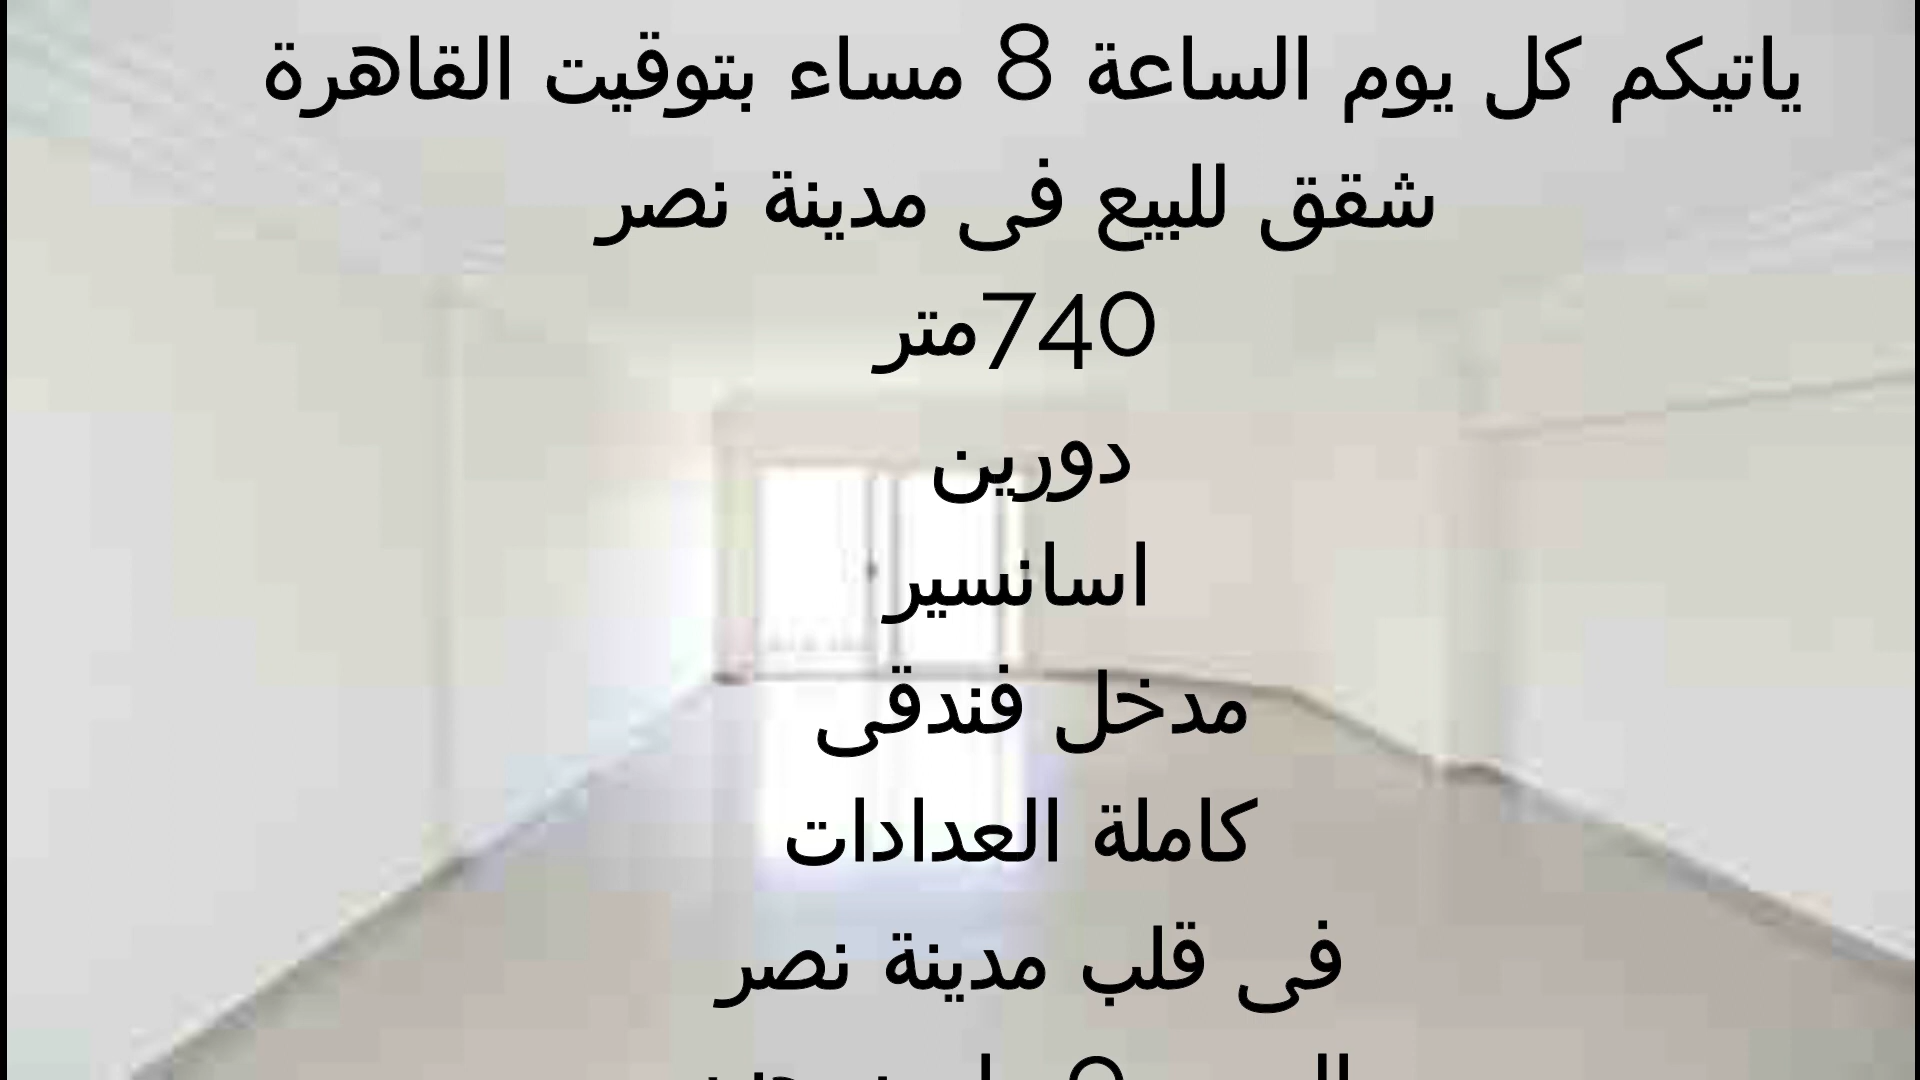 ياتيكم كل يوم الساعة 8 مساء بتوقيت القاهرة
شقق للبيع فى مدينة نصر
740متر
دورين
اسانسير
مدخل فندقى
كاملة العدادات
فى قلب مدينة نصر